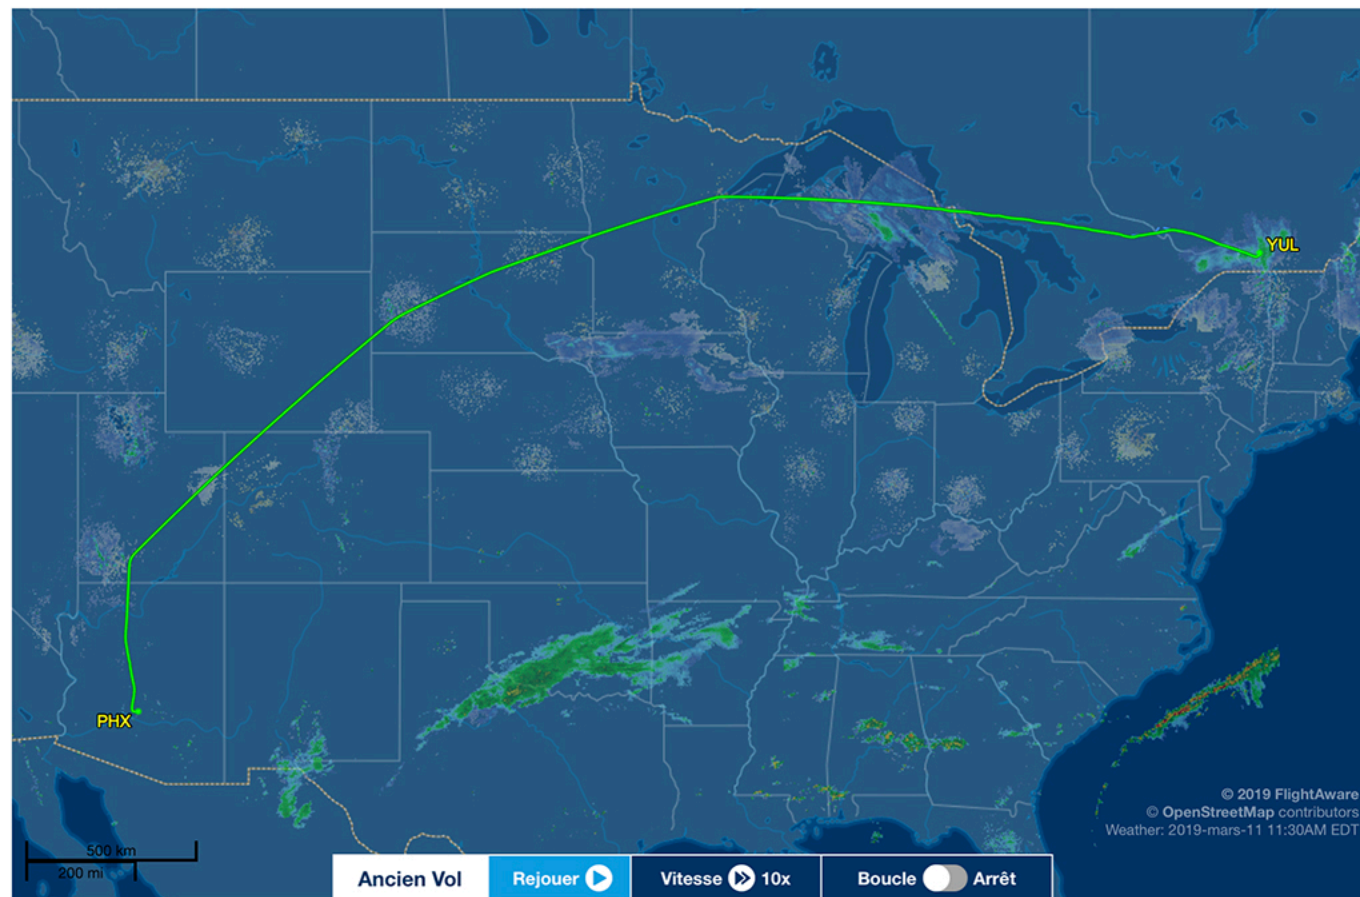 YUL
PHX
© 2019 FlightAware
© OpenStreetMap contributors
Weather: 2019-mars-11 11:30AM EDT
500 km
200 mi
Ancien Vol
Rejouer
Vitesse 10x
Boucle Arrêt